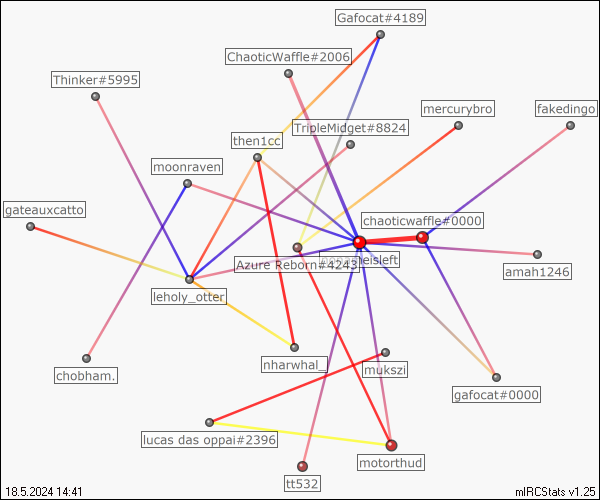 Gafocat#4189
ChaoticWaffle#2006
Thinker#5995
mercurybro
fakedingo
TripleMidget#8824
then1cc
moonraven
gateauxcatto
chaoticwaffle#0000
Azure Reborn#4243
amah1246
leholy_otter
nharwhal_
mukszi
chobham.
gafocat#0000
lucas das oppai#2396
motorthud
tt532
18.5.2024 14:41
mIRCStats v1.25